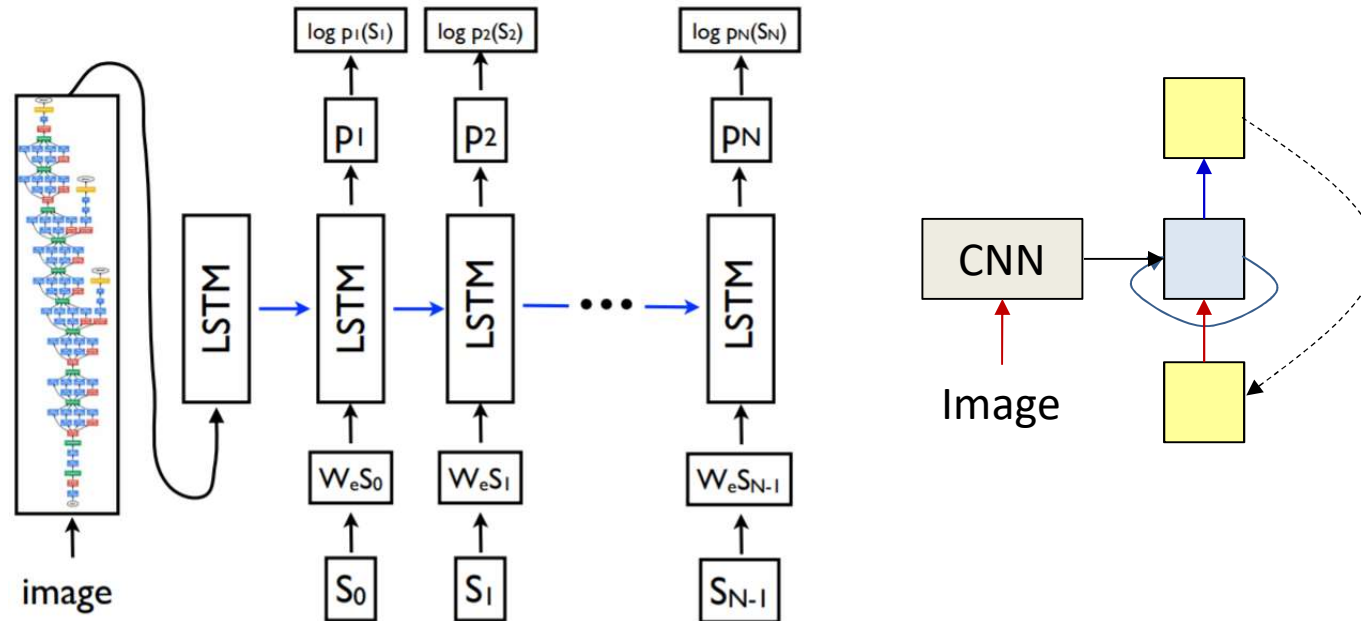 log p₁(S₁) log p₂(S₂) log pN(SN)
p₁ p₂ pN
LSTM LSTM LSTM LSTM
WeS₀ WeS₁ WeSN-1
S₀ S₁ SN-1
image
CNN
Image